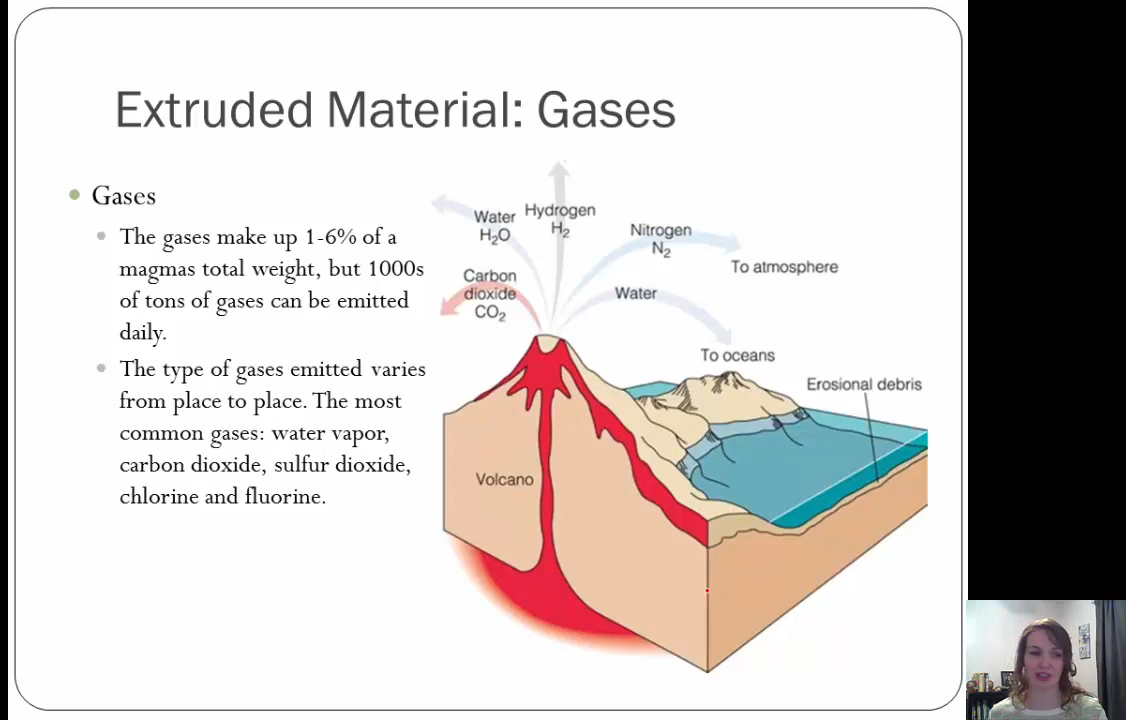 Extruded Material: Gases
Gases
The gases make up 1-6% of a
magmas total weight, but 1000s
of tons of gases can be emitted
daily.
The type of gases emitted varies
from place to place. The most
common gases: water vapor,
carbon dioxide, sulfur dioxide,
chlorine and fluorine.
Water
H₂O
Hydrogen
H₂
Nitrogen
N₂
To atmosphere
Carbon
dioxide
CO₂
Water
To oceans
Erosional debris
Volcano